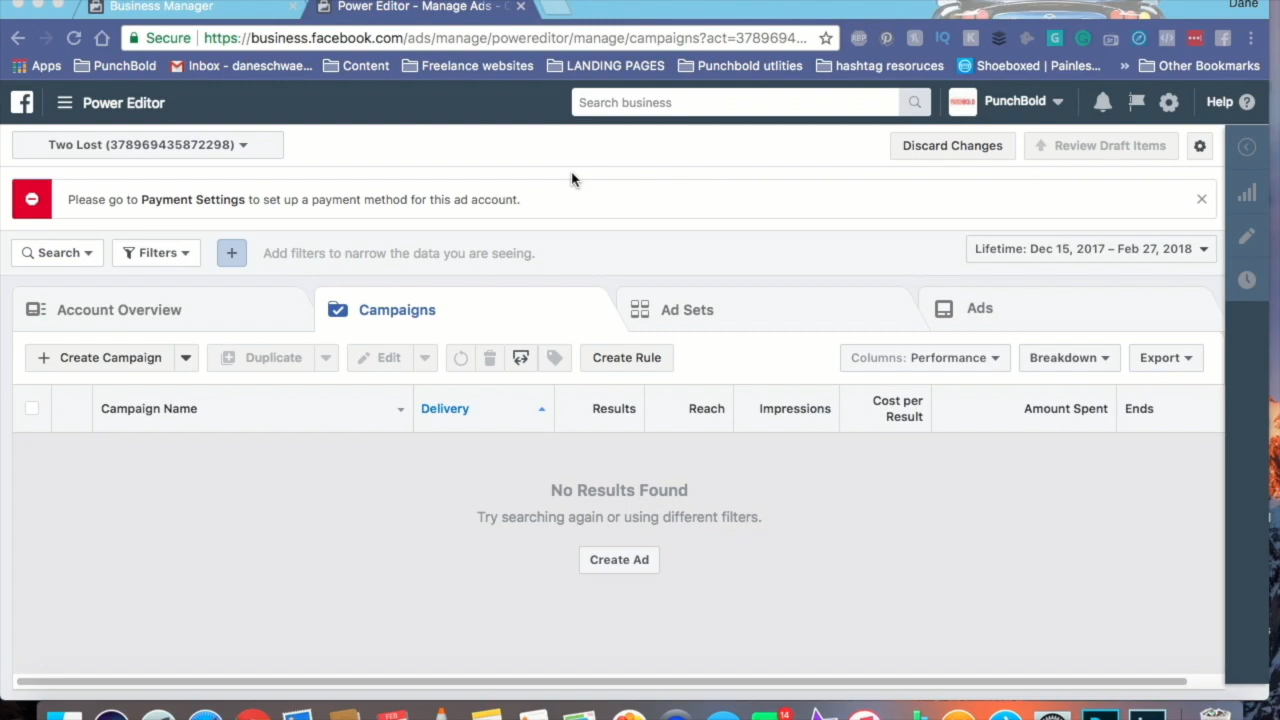 Business Manager
Power Editor - Manage Ads - C
Dane
Secure
https://business.facebook.com/ads/manage/powereditor/manage/campaigns?act=3789694...
Apps
PunchBold
Inbox - daneschwae...
Content
Freelance websites
LANDING PAGES
Punchbold utlities
hashtag resoruces
Shoeboxed | Painles...
»
Other Bookmarks
Power Editor
Search business
PunchBold
Help
Two Lost (378969435872298)
Discard Changes
Review Draft Items
Please go to Payment Settings to set up a payment method for this ad account.
Search
Filters
+
Add filters to narrow the data you are seeing.
Lifetime: Dec 15, 2017 – Feb 27, 2018
Account Overview
Campaigns
Ad Sets
Ads
+ Create Campaign
Duplicate
Edit
Create Rule
Columns: Performance
Breakdown
Export
Campaign Name
Delivery
Results
Reach
Impressions
Cost per
Result
Amount Spent
Ends
No Results Found
Try searching again or using different filters.
Create Ad
FEB
14